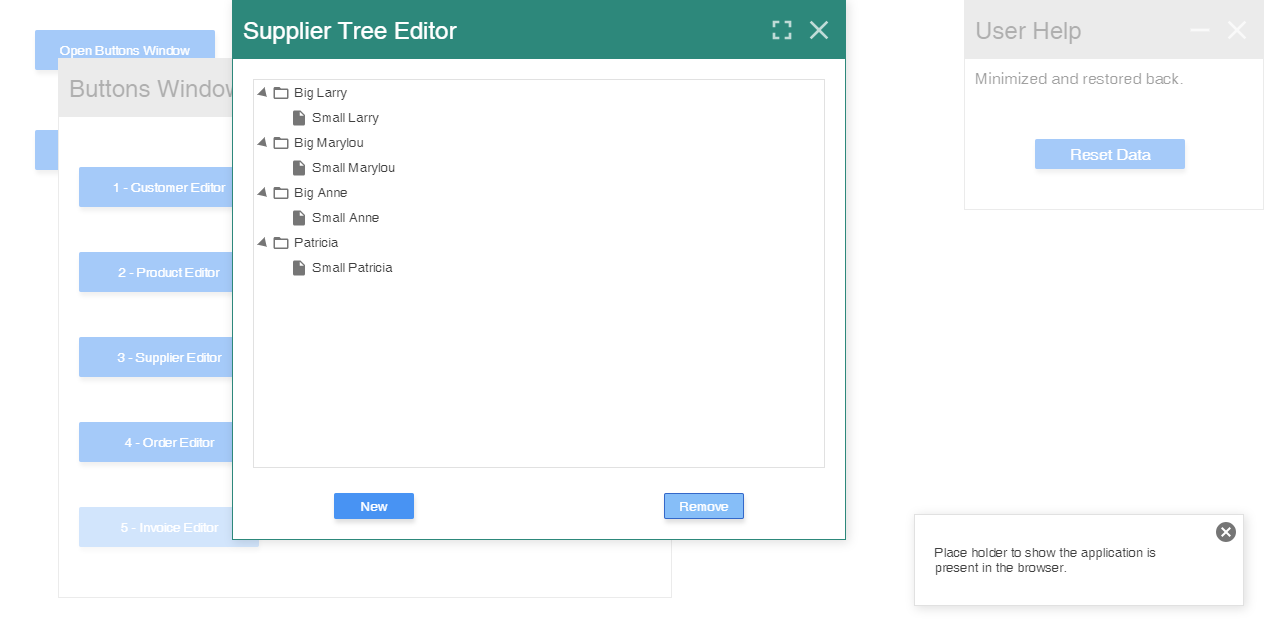 Open Buttons Window
Buttons Window
1 - Customer Editor
2 - Product Editor
3 - Supplier Editor
4 - Order Editor
5 - Invoice Editor
Supplier Tree Editor
Big Larry
Small Larry
Big Marylou
Small Marylou
Big Anne
Small Anne
Patricia
Small Patricia
New
Remove
User Help
Minimized and restored back.
Reset Data
Place holder to show the application is
present in the browser.